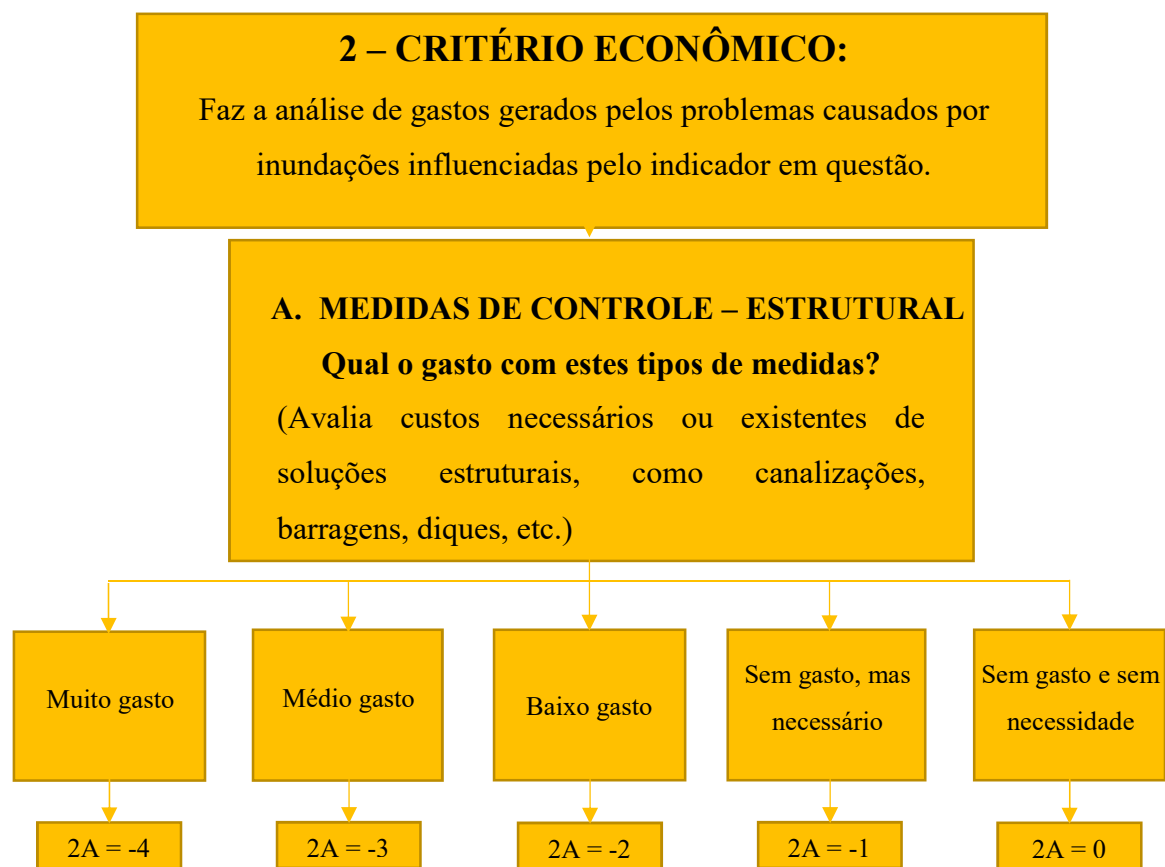 2 – CRITÉRIO ECONÔMICO:
Faz a análise de gastos gerados pelos problemas causados por
inundações influenciadas pelo indicador em questão.
A. MEDIDAS DE CONTROLE – ESTRUTURAL
Qual o gasto com estes tipos de medidas?
(Avalia custos necessários ou existentes de
soluções estruturais, como canalizações,
barragens, diques, etc.)
Muito gasto
Médio gasto
Baixo gasto
Sem gasto, mas
necessário
Sem gasto e sem
necessidade
2A = -4
2A = -3
2A = -2
2A = -1
2A = 0